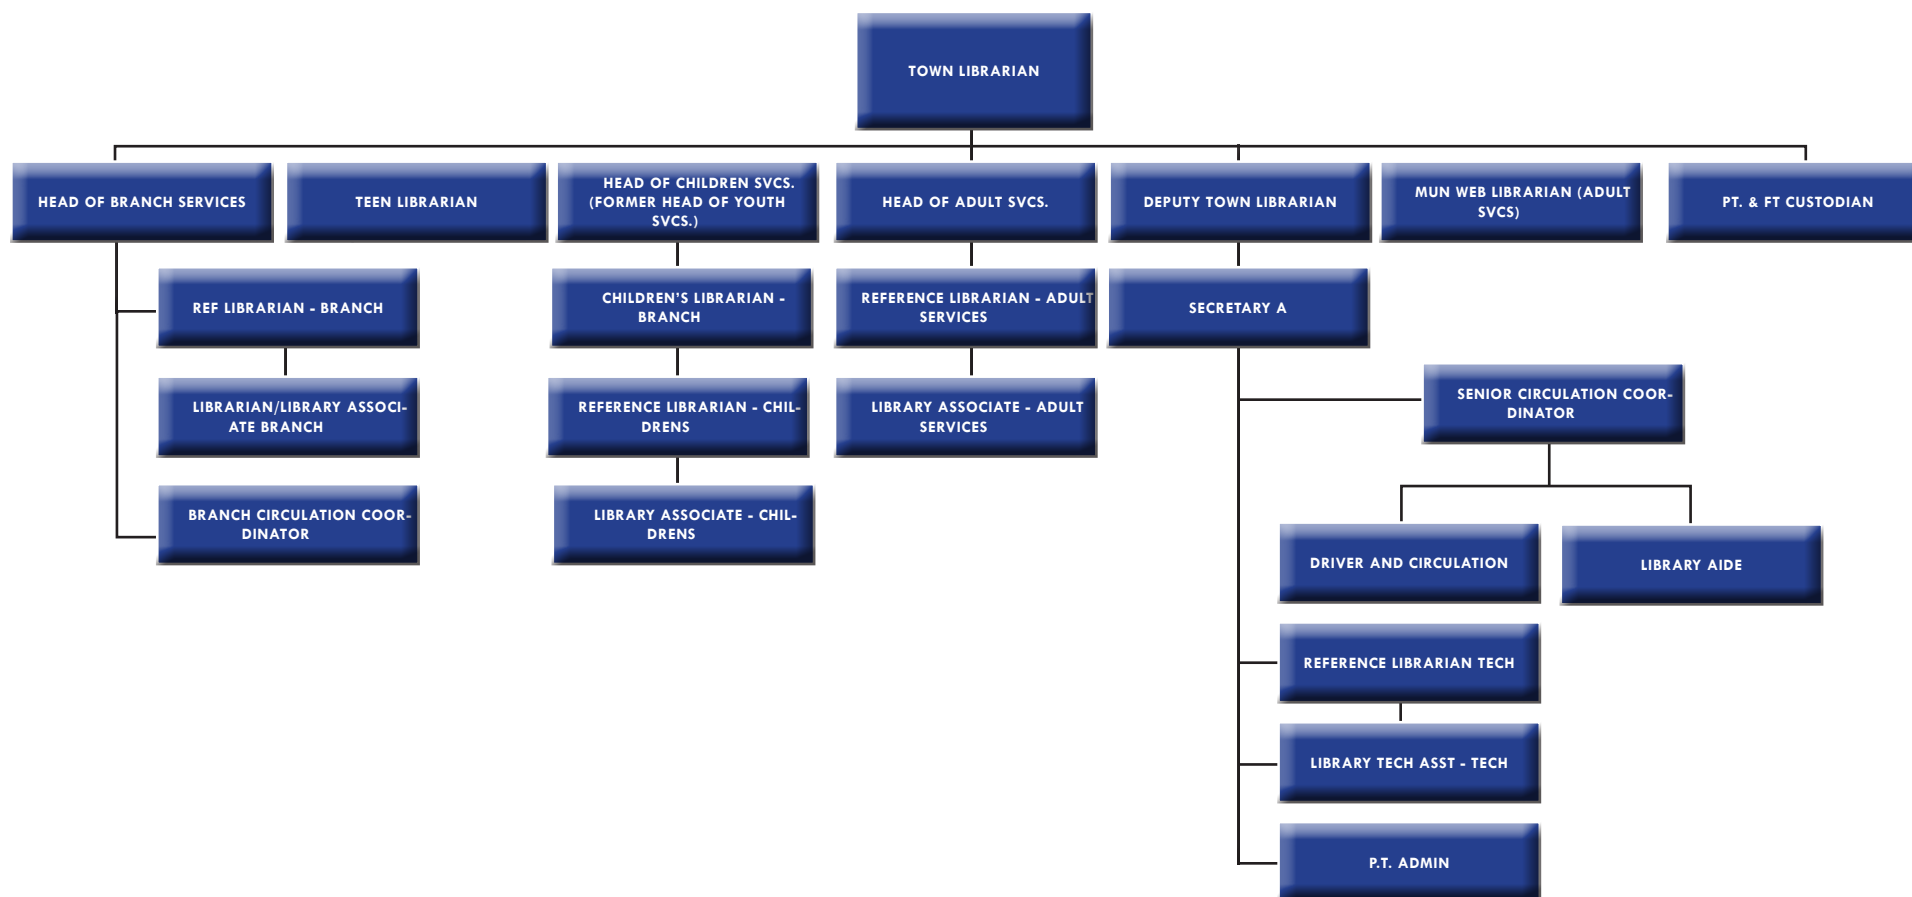 TOWN LIBRARIAN
HEAD OF BRANCH SERVICES
TEEN LIBRARIAN
HEAD OF CHILDREN SVCS.
(FORMER HEAD OF YOUTH
SVCS.)
HEAD OF ADULT SVCS.
DEPUTY TOWN LIBRARIAN
MUN WEB LIBRARIAN (ADULT
SVCS)
PT. & FT CUSTODIAN
REF LIBRARIAN - BRANCH
CHILDREN'S LIBRARIAN -
BRANCH
REFERENCE LIBRARIAN - ADULT
SERVICES
SECRETARY A
LIBRARIAN/LIBRARY ASSOCI-
ATE BRANCH
REFERENCE LIBRARIAN - CHIL-
DRENS
LIBRARY ASSOCIATE - ADULT
SERVICES
SENIOR CIRCULATION COOR-
DINATOR
BRANCH CIRCULATION COOR-
DINATOR
LIBRARY ASSOCIATE - CHIL-
DRENS
DRIVER AND CIRCULATION
LIBRARY AIDE
REFERENCE LIBRARIAN TECH
LIBRARY TECH ASST - TECH
P.T. ADMIN